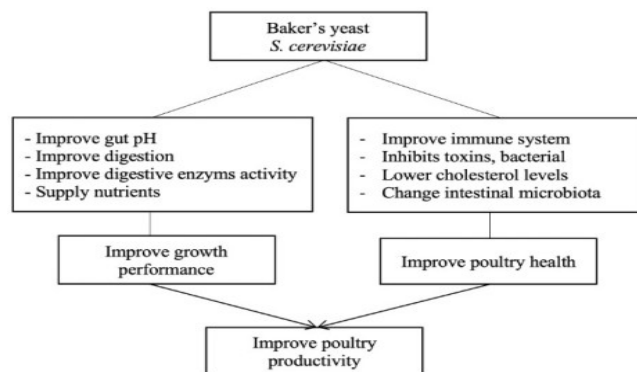 Baker's yeast
S. cerevisiae
- Improve gut pH
- Improve digestion
- Improve digestive enzyms activity
- Supply nutrients
- Improve immune system
- Inhibits toxins, bacterial
- Lower cholesterol levels
- Change intestinal microbiota
Improve growth
performance
Improve poultry health
Improve poultry
productivity